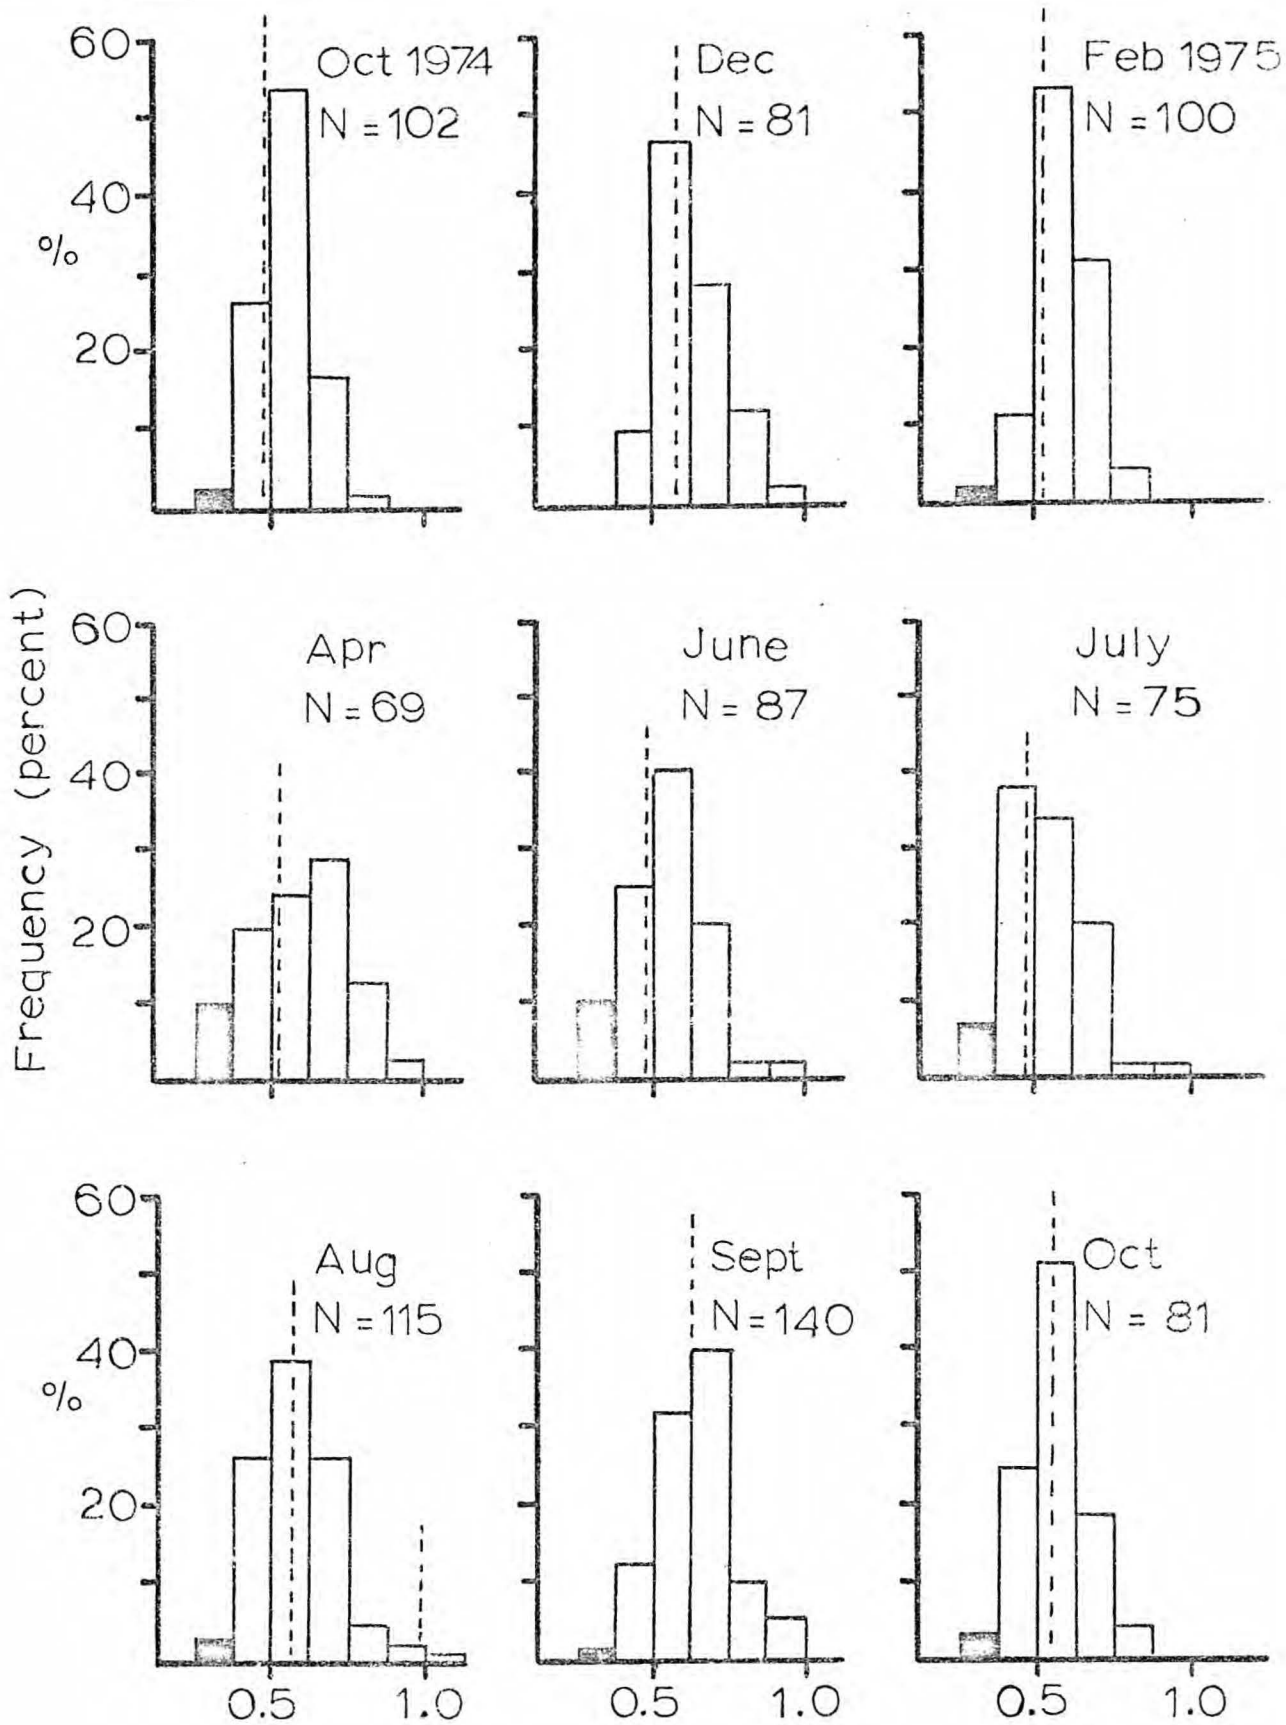 60
40
%
20
Oct 1974
N = 102
Dec
N = 81
Feb 1975
N = 100
Frequency (percent)
60
40
20
Apr
N = 69
June
N = 87
July
N = 75
60
40
%
20
Aug
N = 115
Sept
N = 140
Oct
N = 81
0.5 1.0
0.5 1.0
0.5 1.0